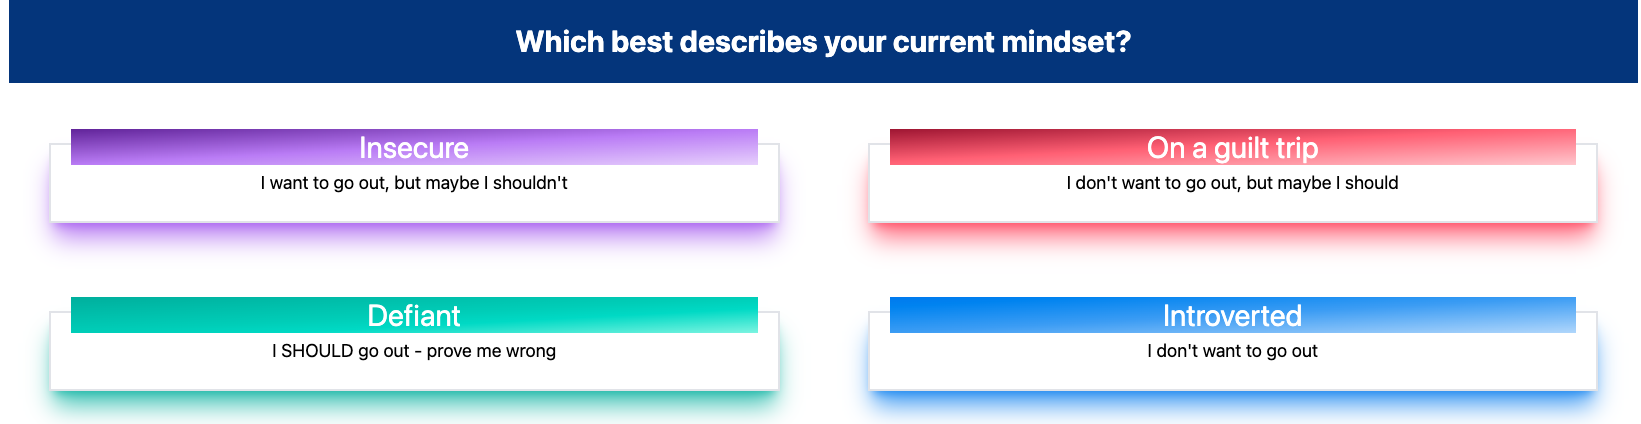 Which best describes your current mindset?
Insecure
I want to go out, but maybe I shouldn't
On a guilt trip
I don't want to go out, but maybe I should
Defiant
I SHOULD go out - prove me wrong
Introverted
I don't want to go out